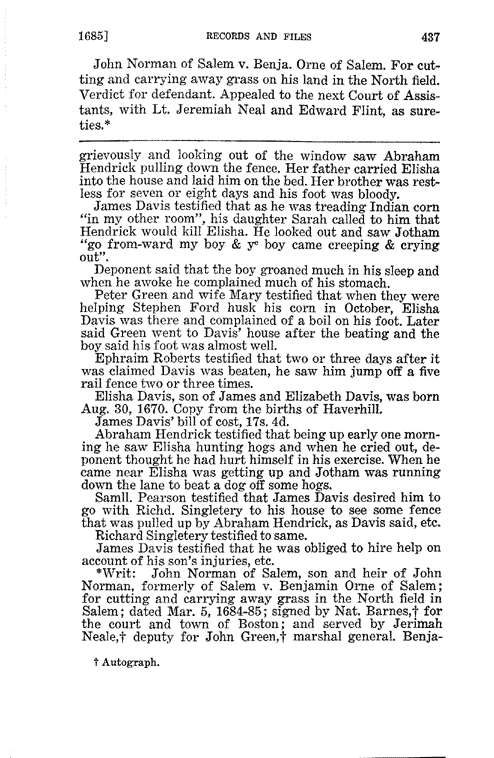 1685] RECORDS AND FILES 437
John Norman of Salem v. Benja. Orne of Salem. For cut-
ting and carrying away grass on his land in the North field.
Verdict for defendant. Appealed to the next Court of Assis-
tants, with Lt. Jeremiah Neal and Edward Flint, as sure-
ties.*
grievously and looking out of the window saw Abraham
Hendrick pulling down the fence. Her father carried Elisha
into the house and laid him on the bed. Her brother was rest-
less for seven or eight days and his foot was bloody.
James Davis testified that as he was treading Indian corn
"in my other room", his daughter Sarah called to him that
Hendrick would kill Elisha. He looked out and saw Jotham
"go from-ward my boy & yᵉ boy came creeping & crying
out".
Deponent said that the boy groaned much in his sleep and
when he awoke he complained much of his stomach.
Peter Green and wife Mary testified that when they were
helping Stephen Ford husk his corn in October, Elisha
Davis was there and complained of a boil on his foot. Later
said Green went to Davis' house after the beating and the
boy said his foot was almost well.
Ephraim Roberts testified that two or three days after it
was claimed Davis was beaten, he saw him jump off a five
rail fence two or three times.
Elisha Davis, son of James and Elizabeth Davis, was born
Aug. 30, 1670. Copy from the births of Haverhill.
James Davis' bill of cost, 17s. 4d.
Abraham Hendrick testified that being up early one morn-
ing he saw Elisha hunting hogs and when he cried out, de-
ponent thought he had hurt himself in his exercise. When he
came near Elisha was getting up and Jotham was running
down the lane to beat a dog off some hogs.
Samll. Pearson testified that James Davis desired him to
go with Richd. Singletery to his house to see some fence
that was pulled up by Abraham Hendrick, as Davis said, etc.
Richard Singletery testified to same.
James Davis testified that he was obliged to hire help on
account of his son's injuries, etc.
*Writ: John Norman of Salem, son and heir of John
Norman, formerly of Salem v. Benjamin Orne of Salem;
for cutting and carrying away grass in the North field in
Salem; dated Mar. 5, 1684-85; signed by Nat. Barnes,† for
the court and town of Boston; and served by Jerimah
Neale,† deputy for John Green,† marshal general. Benja-
† Autograph.